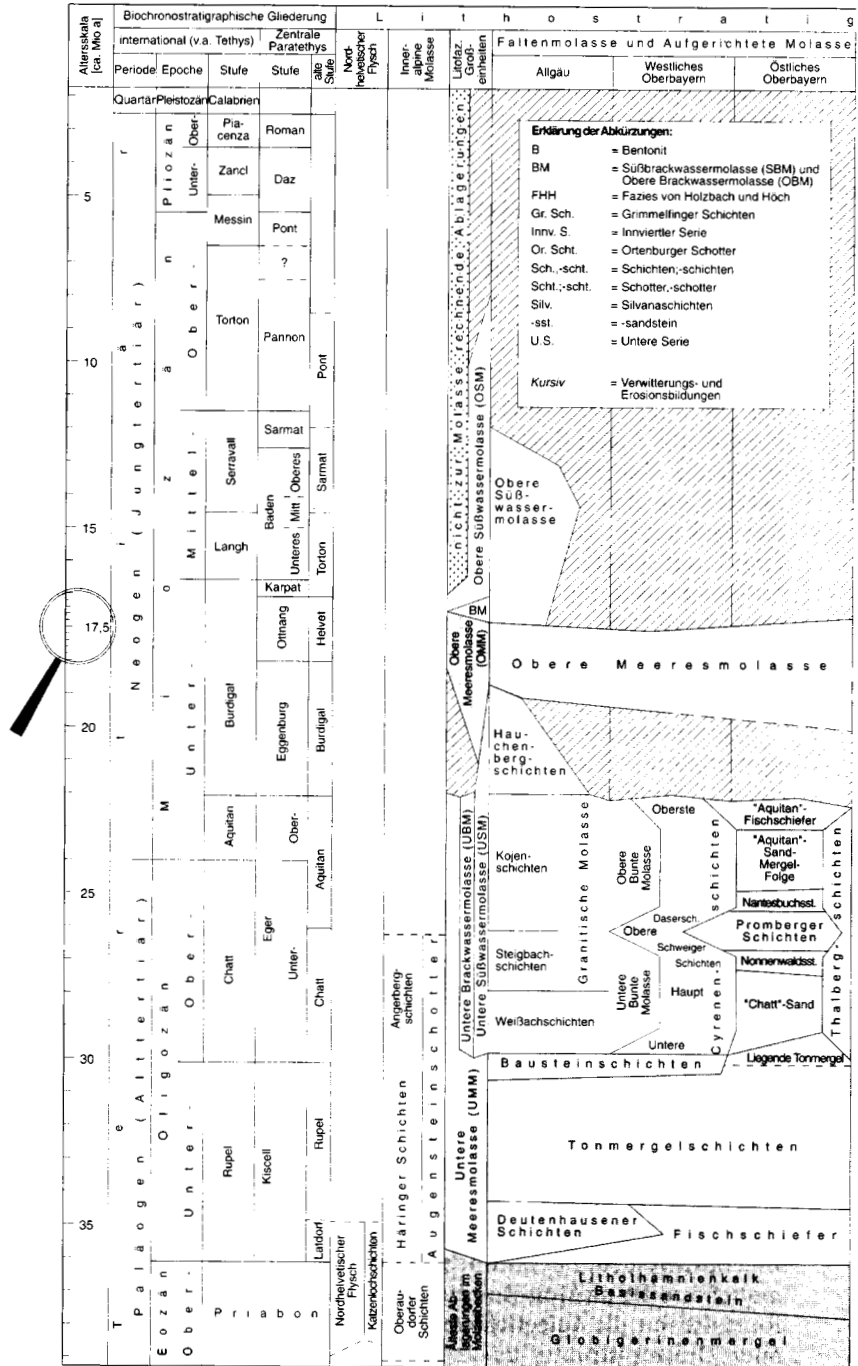 Altersskala [ca. Mio a]
Biochronostratigraphische Gliederung
L i t h o s t r a t i g
international (v.a. Tethys)
Zentrale Paratethys
Nord-helvetischer Flysch
Inner-alpine Molasse
Litofaz. Groß-einheiten
Faltenmolasse und Aufgerichtete Molasse
Periode
Epoche
Stufe
Stufe
alte Stufe
Allgäu
Westliches Oberbayern
Östliches Oberbayern
Quartär
Pleistozän
Calabrien
5
10
15
17,5
20
25
30
35
Tertiär
Neogen (Jungtertiär)
Paläogen (Alttertiär)
Pliozän
Ober-
Unter-
Miozän
Ober-
Mittel-
Unter-
Oligozän
Ober-
Unter-
Eozän
Ober-
Piacenza
Zancl
Messin
Torton
Serravall
Langh
Burdigal
Aquitan
Chatt
Rupel
Priabon
Roman
Daz
Pont
?
Pannon
Sarmat
Baden
Oberes
Mitt
Unteres
Karpat
Ottnang
Eggenburg
Eger
Ober-
Unter-
Kiscell
Pont
Sarmat
Torton
Helvet
Burdigal
Aquitan
Chatt
Rupel
Latdorf
Nordhelvetischer Flysch
Katzenlochschichten
Angerberg-schichten
Häringer Schichten
Augensteinschotter
Oberau-dorfer Schichten
nicht zur Molasse rechnende Ablagerungen
Obere Süßwassermolasse (OSM)
BM
Obere Meeresmolasse (OMM)
Untere Brackwassermolasse (UBM)
Untere Süßwassermolasse (USM)
Untere Meeresmolasse (UMM)
Älteste Ab-lagerungen im Molassebecken
Erklärung der Abkürzungen:
B = Bentonit
BM = Süßbrackwassermolasse (SBM) und
Obere Brackwassermolasse (OBM)
FHH = Fazies von Holzbach und Höch
Gr. Sch. = Grimmelfinger Schichten
Innv. S. = Innviertler Serie
Or. Scht. = Ortenburger Schotter
Sch.,-sch. = Schichten;-schichten
Scht.;-scht. = Schotter,-schotter
Silv. = Silvanaschichten
-sst. = -sandstein
U.S. = Untere Serie
Kursiv = Verwitterungs- und
Erosionsbildungen
Obere
Süß-
wasser-
molasse
Obere Meeresmolasse
Hau-
chen-
berg-
schichten
Kojen-
schichten
Steigbach-
schichten
Weißachschichten
Granitische Molasse
Obere Bunte Molasse
Untere Bunte Molasse
Oberste
Obere
Dasersch.
Schweiger
Schichten
Haupt
Untere
Cyrenen-schichten
"Aquitan"-
Fischschiefer
"Aquitan"-
Sand-
Mergel-
Folge
Nantesbuchsst.
Promberger
Schichten
Nonnenwaldsst.
"Chatt"-Sand
Thalberg-schichten
Liegende Tonmergel
Bausteinschichten
Tonmergelschichten
Deutenhausener
Schichten
Fischschiefer
Lithothamnienkalk
Basissandstein
Globigerinenmergel